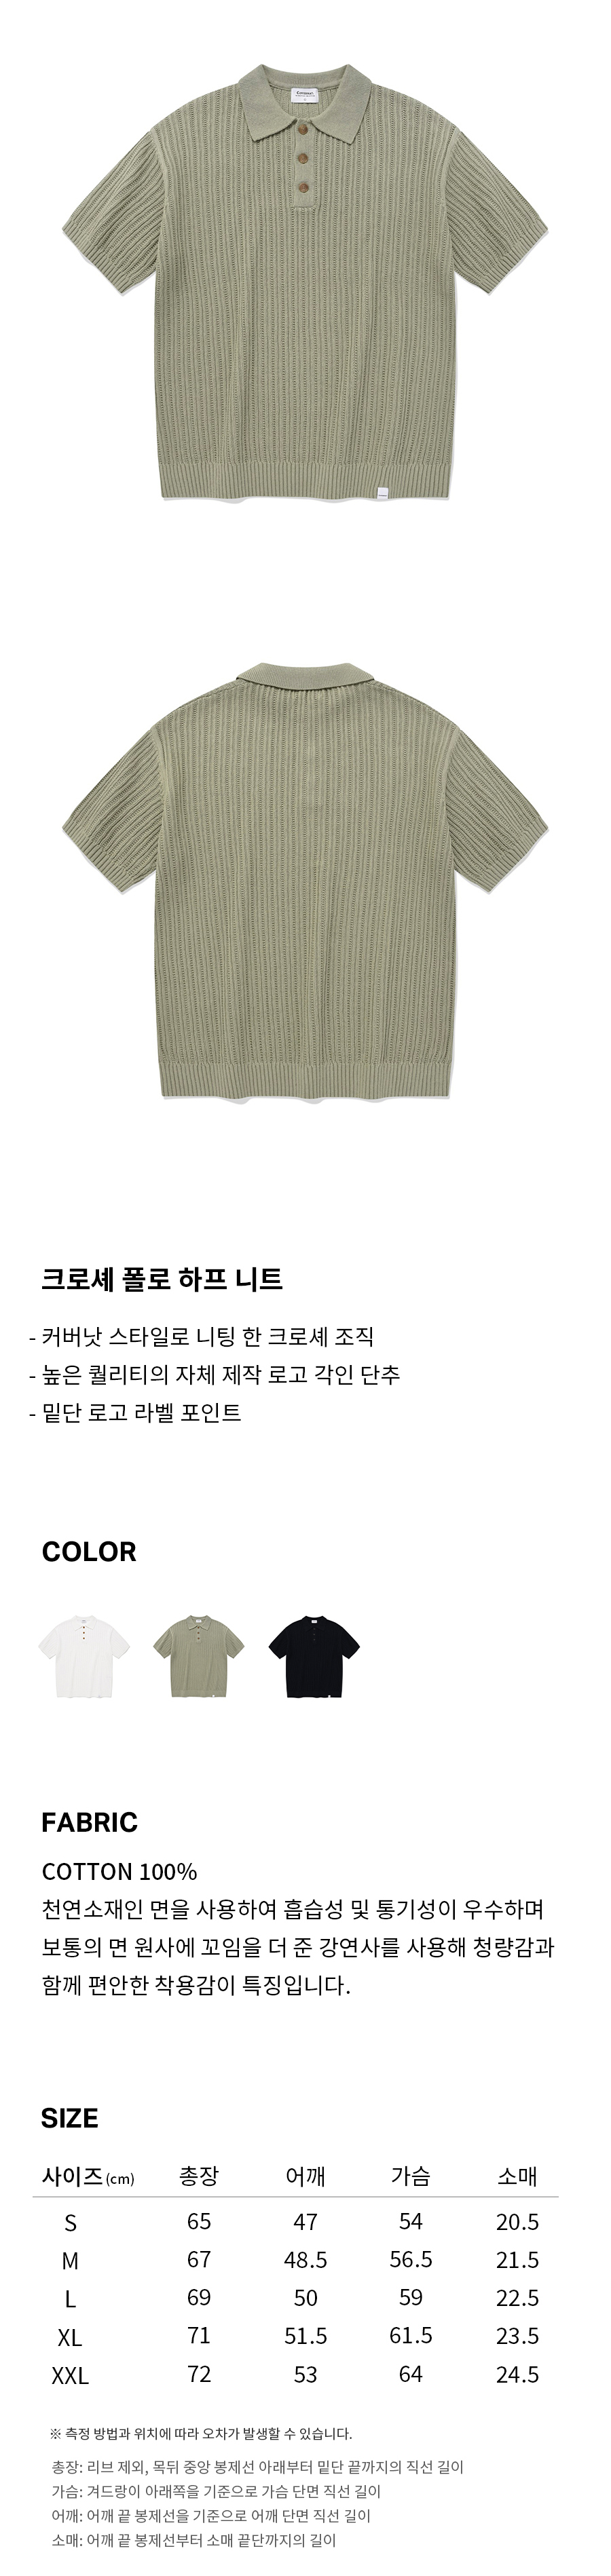 크로셰 폴로 하프 니트
- 커버낫 스타일로 니팅 한 크로셰 조직
- 높은 퀄리티의 자체 제작 로고 각인 단추
- 밑단 로고 라벨 포인트
COLOR
FABRIC
COTTON 100%
천연소재인 면을 사용하여 흡습성 및 통기성이 우수하며
보통의 면 원사에 꼬임을 더 준 강연사를 사용해 청량감과
함께 편안한 착용감이 특징입니다.
SIZE
사이즈(cm) 총장 어깨 가슴 소매
S 65 47 54 20.5
M 67 48.5 56.5 21.5
L 69 50 59 22.5
XL 71 51.5 61.5 23.5
XXL 72 53 64 24.5
※ 측정 방법과 위치에 따라 오차가 발생할 수 있습니다.
총장: 리브 제외, 목뒤 중앙 봉제선 아래부터 밑단 끝까지의 직선 길이
가슴: 겨드랑이 아래쪽을 기준으로 가슴 단면 직선 길이
어깨: 어깨 끝 봉제선을 기준으로 어깨 단면 직선 길이
소매: 어깨 끝 봉제선부터 소매 끝단까지의 길이